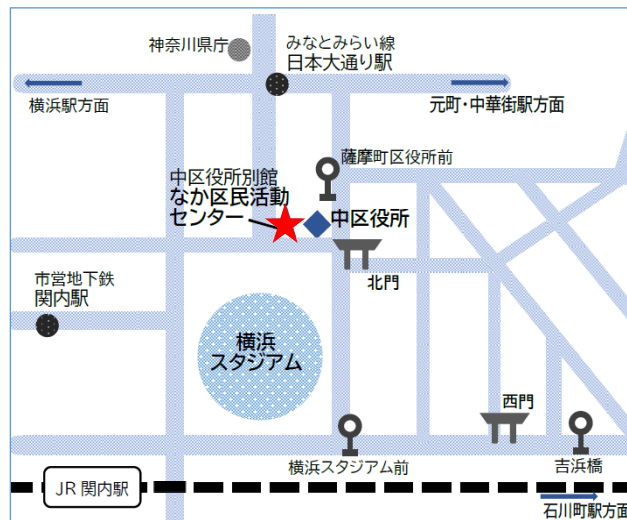 神奈川県庁
みなとみらい線
日本大通り駅
横浜駅方面
元町・中華街駅方面
薩摩町区役所前
中区役所別館
なか区民活動
センター
中区役所
北門
市営地下鉄
関内駅
横浜
スタジアム
西門
横浜スタジアム前
吉浜橋
JR 関内駅
石川町駅方面